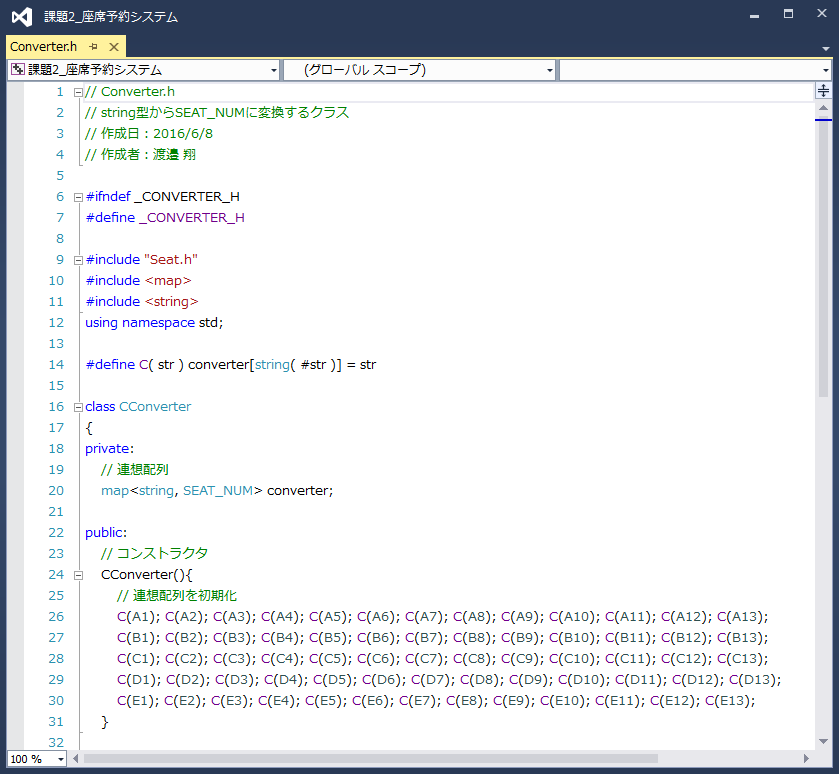 課題2_座席予約システム
Converter.h
課題2_座席予約システム (グローバル スコープ)
1 // Converter.h
2 // string型からSEAT_NUMに変換するクラス
3 // 作成日：2016/6/8
4 // 作成者：渡邉 翔
5
6 #ifndef _CONVERTER_H
7 #define _CONVERTER_H
8
9 #include "Seat.h"
10 #include <map>
11 #include <string>
12 using namespace std;
13
14 #define C( str ) converter[string( #str )] = str
15
16 class CConverter
17 {
18 private:
19 // 連想配列
20 map<string, SEAT_NUM> converter;
21
22 public:
23 // コンストラクタ
24 CConverter(){
25 // 連想配列を初期化
26 C(A1); C(A2); C(A3); C(A4); C(A5); C(A6); C(A7); C(A8); C(A9); C(A10); C(A11); C(A12); C(A13);
27 C(B1); C(B2); C(B3); C(B4); C(B5); C(B6); C(B7); C(B8); C(B9); C(B10); C(B11); C(B12); C(B13);
28 C(C1); C(C2); C(C3); C(C4); C(C5); C(C6); C(C7); C(C8); C(C9); C(C10); C(C11); C(C12); C(C13);
29 C(D1); C(D2); C(D3); C(D4); C(D5); C(D6); C(D7); C(D8); C(D9); C(D10); C(D11); C(D12); C(D13);
30 C(E1); C(E2); C(E3); C(E4); C(E5); C(E6); C(E7); C(E8); C(E9); C(E10); C(E11); C(E12); C(E13);
31 }
32
100 %